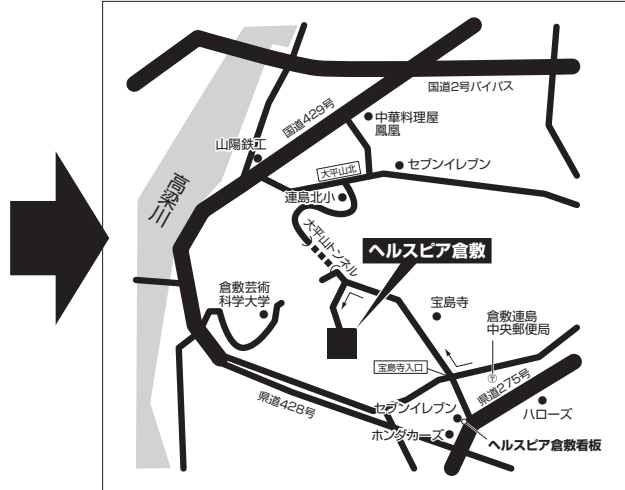 国道2号バイパス
国道429号
中華料理屋
鳳凰
山陽鉄工
大平山北
セブンイレブン
高梁川
連島北小
大平山トンネル
ヘルスピア倉敷
倉敷芸術
科学大学
宝島寺
倉敷連島
中央郵便局
宝島寺入口
県道275号
県道428号
セブンイレブン
ハローズ
ホンダカーズ
ヘルスピア倉敷看板